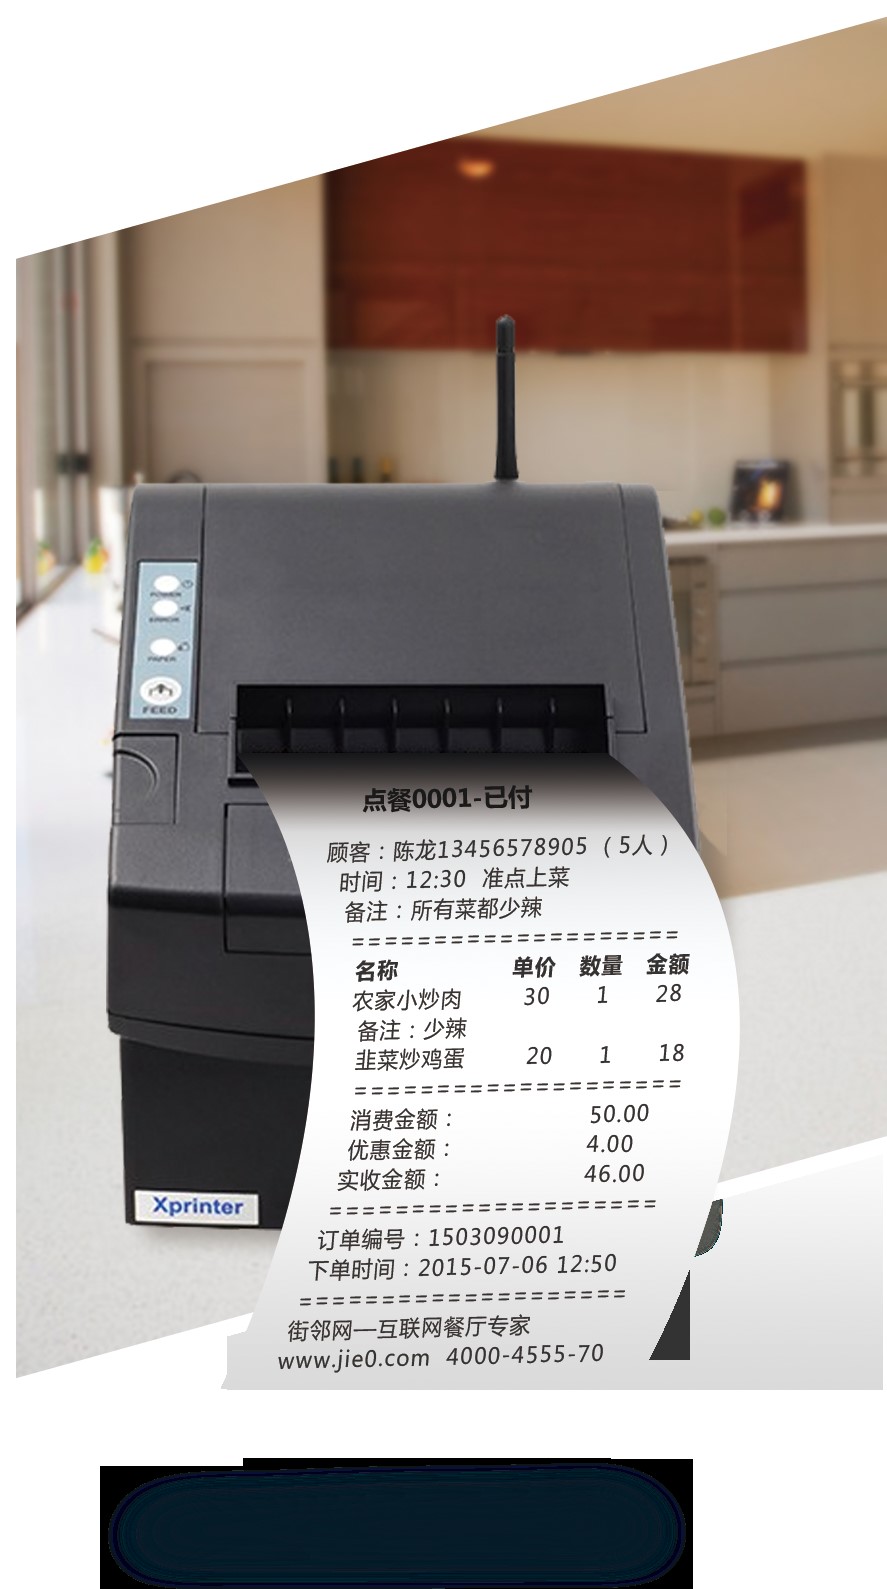 POWER
ERROR
PAPER
FEED
点餐0001-已付
顾客：陈龙13456578905（5人）
时间：12:30 准点上菜
备注：所有菜都少辣
====================
名称 单价 数量 金额
农家小炒肉 30 1 28
备注：少辣
韭菜炒鸡蛋 20 1 18
====================
消费金额： 50.00
优惠金额： 4.00
实收金额： 46.00
====================
Xprinter
订单编号：1503090001
下单时间：2015-07-06 12:50
====================
街邻网—互联网餐厅专家
www.jie0.com 4000-4555-70